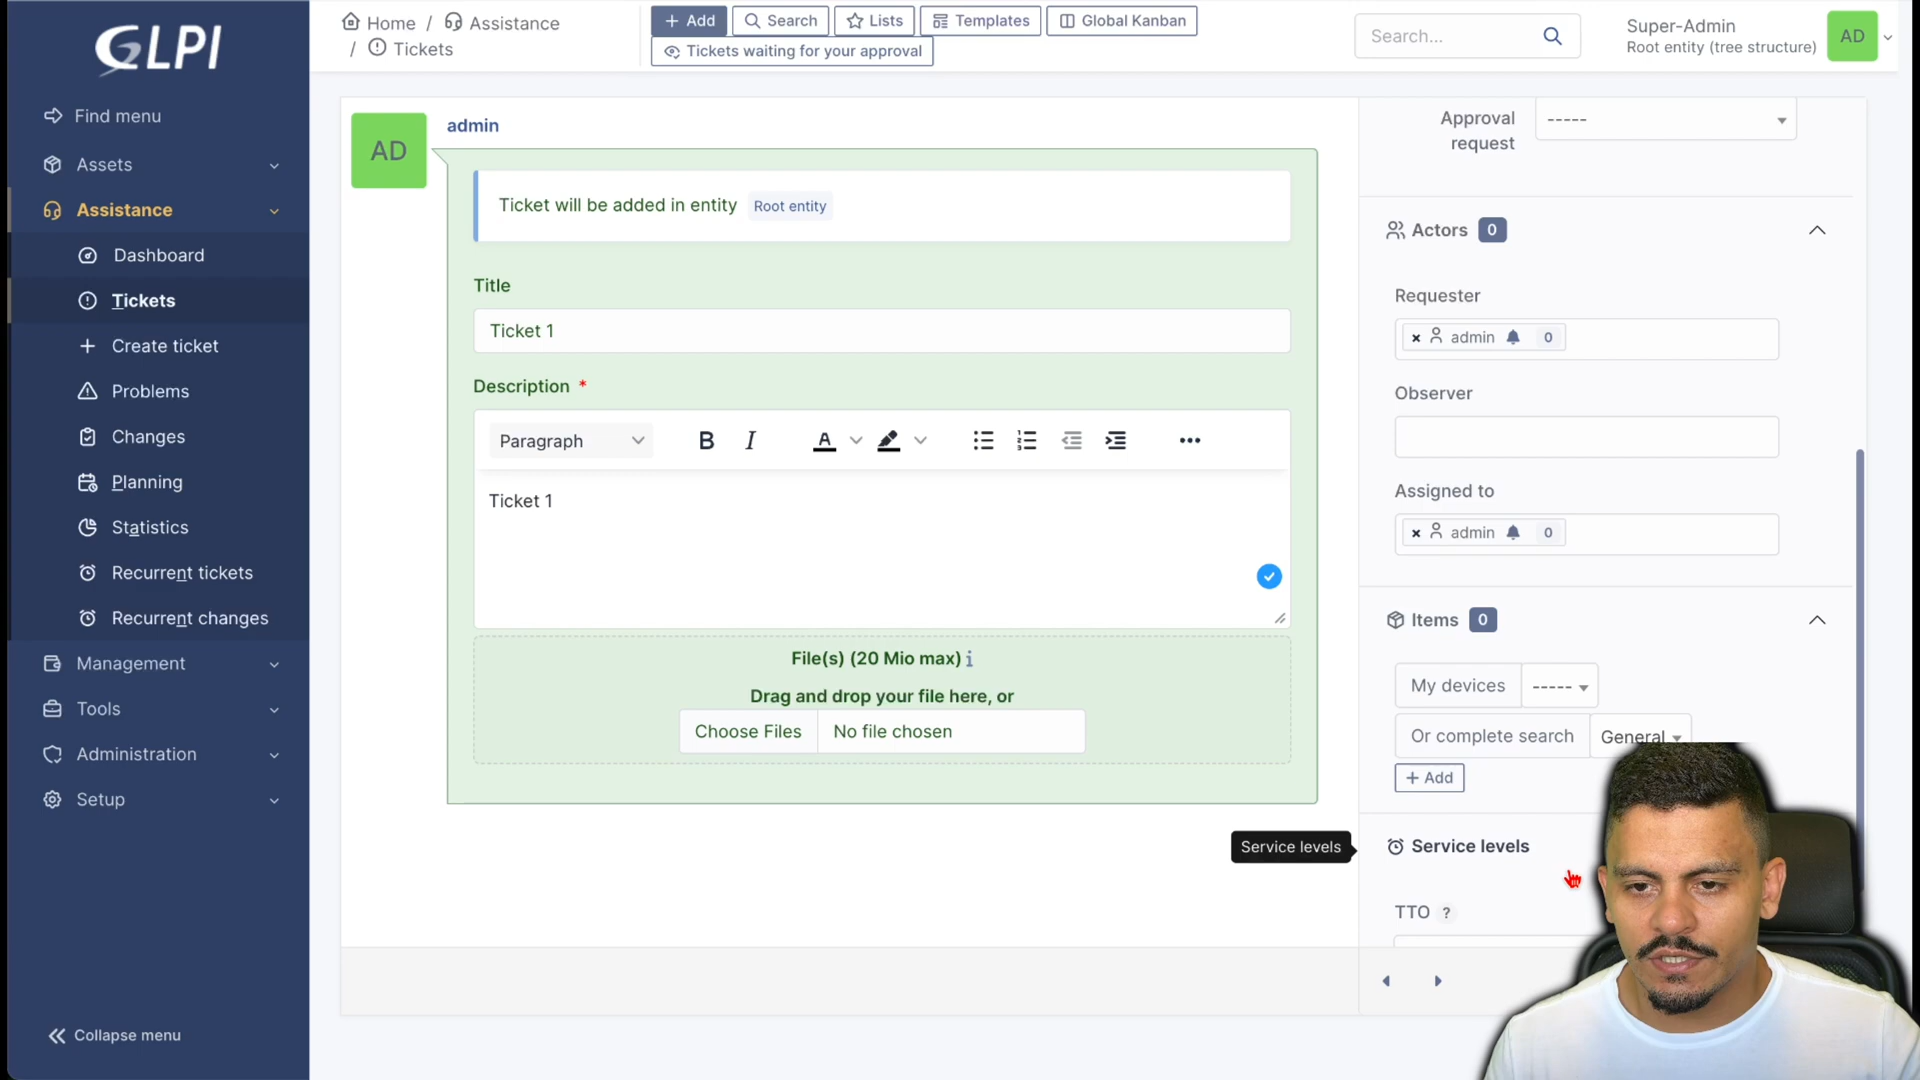 GLPI
Find menu
Assets
Assistance
Dashboard
Tickets
Create ticket
Problems
Changes
Planning
Statistics
Recurrent tickets
Recurrent changes
Management
Tools
Administration
Setup
Collapse menu
Home / Assistance
/ Tickets
+ Add
Search
Lists
Templates
Global Kanban
Tickets waiting for your approval
Search...
Super-Admin
Root entity (tree structure)
AD
AD
admin
Ticket will be added in entity Root entity
Title
Ticket 1
Description *
Paragraph
B I A
Ticket 1
File(s) (20 Mio max) i
Drag and drop your file here, or
Choose Files No file chosen
Approval
request
-----
Actors 0
Requester
× admin 0
Observer
Assigned to
× admin 0
Items 0
My devices -----
Or complete search General
+ Add
Service levels
Service levels
TTO ?